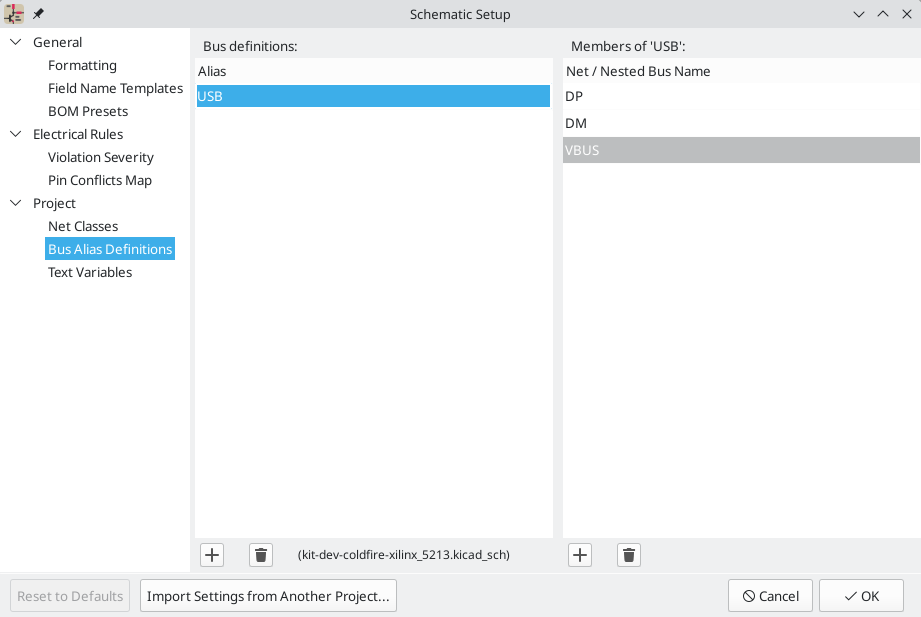 Schematic Setup
General
Formatting
Field Name Templates
BOM Presets
Electrical Rules
Violation Severity
Pin Conflicts Map
Project
Net Classes
Bus Alias Definitions
Text Variables
Bus definitions:
Alias
USB
(kit-dev-coldfire-xilinx_5213.kicad_sch)
Members of 'USB':
Net / Nested Bus Name
DP
DM
VBUS
Reset to Defaults
Import Settings from Another Project...
Cancel
OK